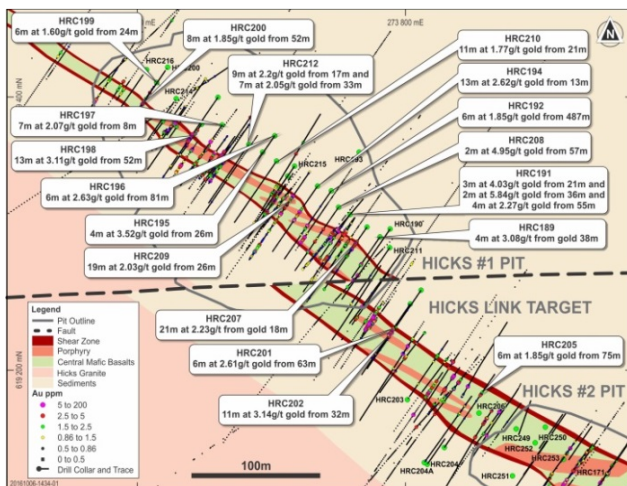 273 800 mE
N
HRC199
6m at 1.60g/t gold from 24m
HRC200
8m at 1.85g/t gold from 52m
HRC210
11m at 1.77g/t gold from 21m
HRC212
9m at 2.2g/t gold from 17m and
7m at 2.05g/t gold from 33m
HRC194
13m at 2.62g/t gold from 13m
HRC192
6m at 1.85g/t gold from 487m
HRC216
HRC200
HRC214
HRC197
7m at 2.07g/t gold from 8m
HRC208
2m at 4.95g/t gold from 57m
HRC198
13m at 3.11g/t gold from 52m
HRC215
HRC193
HRC191
3m at 4.03g/t gold from 21m and
2m at 5.84g/t gold from 36m and
4m at 2.27g/t gold from 55m
HRC196
6m at 2.63g/t gold from 81m
HRC195
4m at 3.52g/t gold from 26m
HRC190
HRC189
4m at 3.08g/t from gold 38m
HRC211
HRC209
19m at 2.03g/t from 26m
HICKS #1 PIT
HRC207
21m at 2.23g/t from gold 18m
HICKS LINK TARGET
HRC201
6m at 2.61g/t gold from 63m
HRC205
6m at 1.85g/t gold from 75m
HRC202
11m at 3.14g/t gold from 32m
HICKS #2 PIT
HRC203
HRC206
HRC249
HRC250
HRC252
HRC253
HRC204
HRC204A
HRC251
HRC171
619 200 mN
Legend
Pit Outline
Fault
Shear Zone
Porphyry
Central Mafic Basalts
Hicks Granite
Sediments
Au ppm
5 to 200
2.5 to 5
1.5 to 2.5
0.86 to 1.5
0.5 to 0.86
0 to 0.5
Drill Collar and Trace
100m
20161006-1434-01